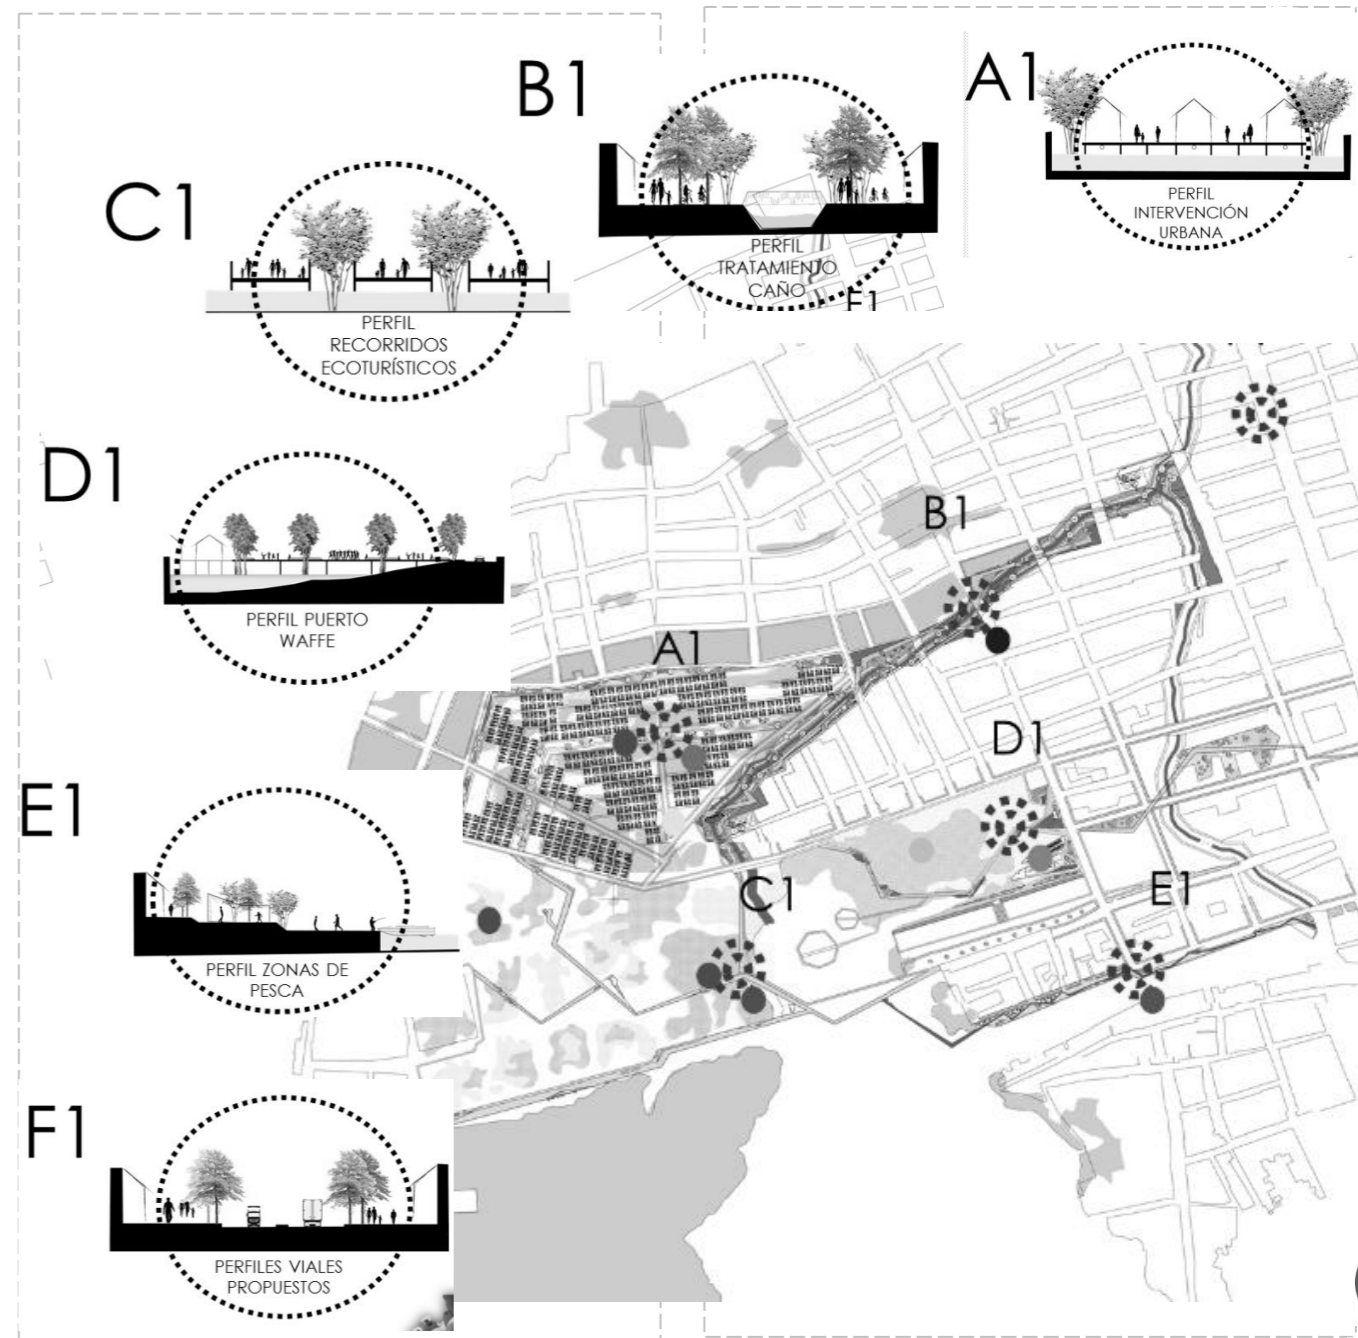 B1
A1
PERFIL
INTERVENCIÓN
URBANA
C1
PERFIL
TRATAMIENTO
CAÑO
F1
PERFIL
RECORRIDOS
ECOTURÍSTICOS
D1
PERFIL PUERTO
WAFFE
B1
A1
D1
E1
PERFIL ZONAS DE
PESCA
C1
E1
F1
PERFILES VIALES
PROPUESTOS